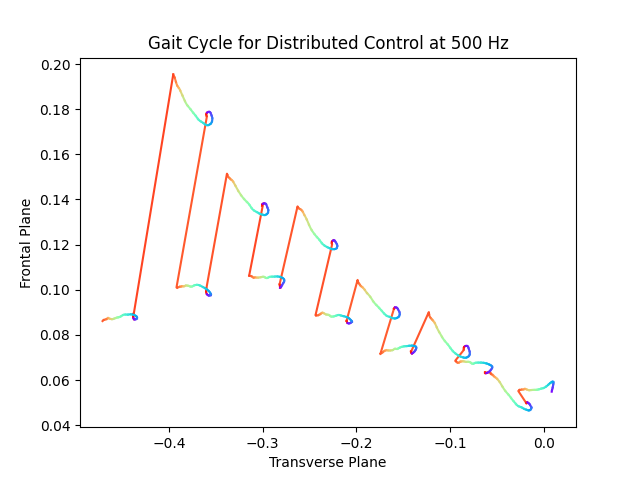 Gait Cycle for Distributed Control at 500 Hz
0.20
0.18
0.16
0.14
0.12
0.10
0.08
0.06
0.04
Frontal Plane
−0.4 −0.3 −0.2 −0.1 0.0
Transverse Plane